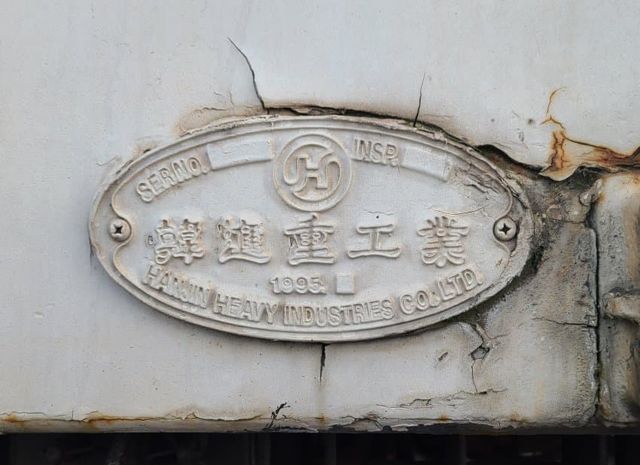 SER NO. H INSP.
韓進重工業
1995.
HANJIN HEAVY INDUSTRIES CO., LTD.